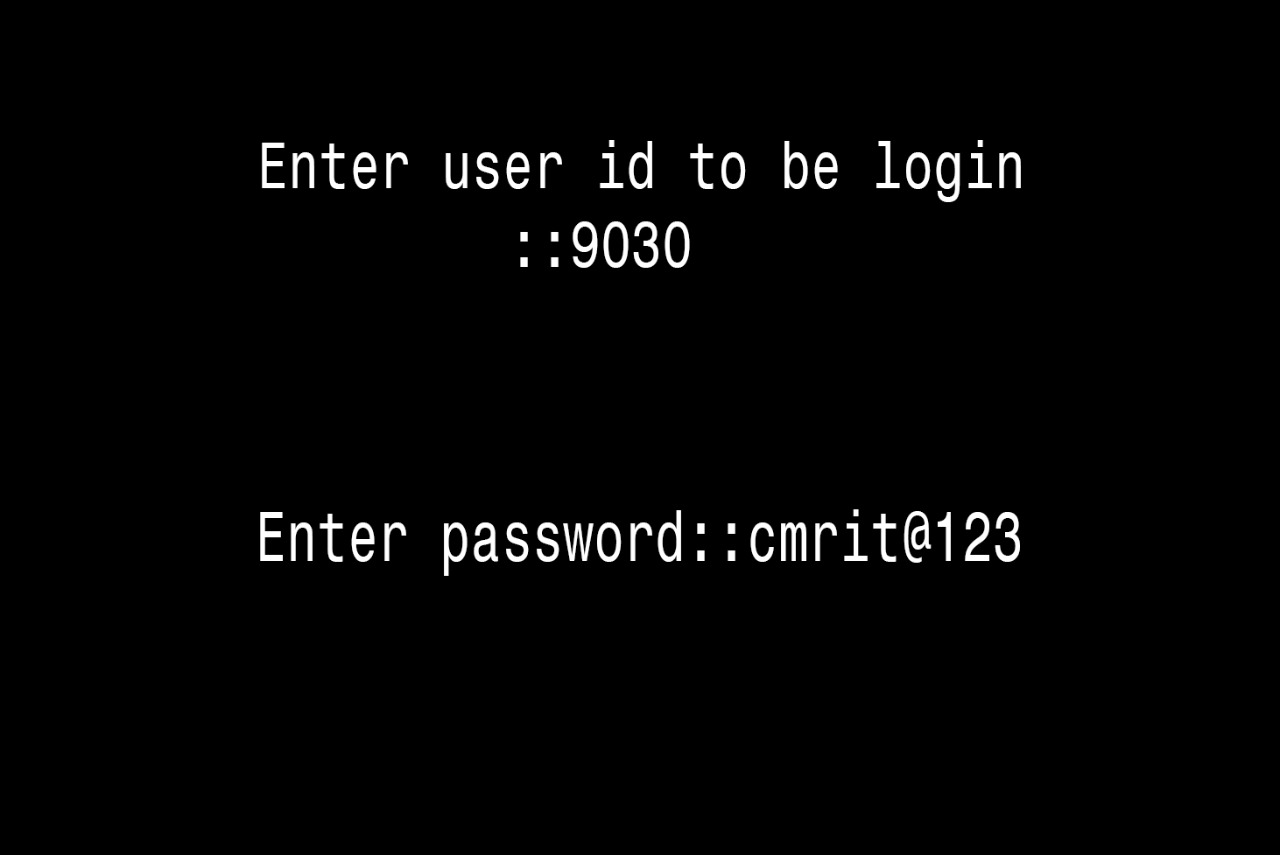 Enter user id to be login
::9030
Enter password::cmrit@123